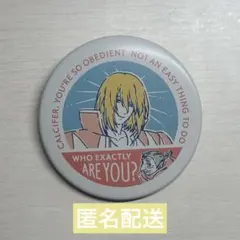 CALCIFER, YOU'RE SO OBEDIENT. NOT AN EASY THING TO DO
WHO EXACTLY
ARE YOU?
匿名配送